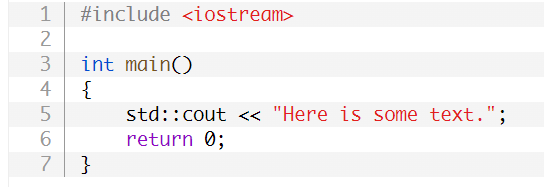 1 #include <iostream>
2
3 int main()
4 {
5     std::cout << "Here is some text.";
6     return 0;
7 }